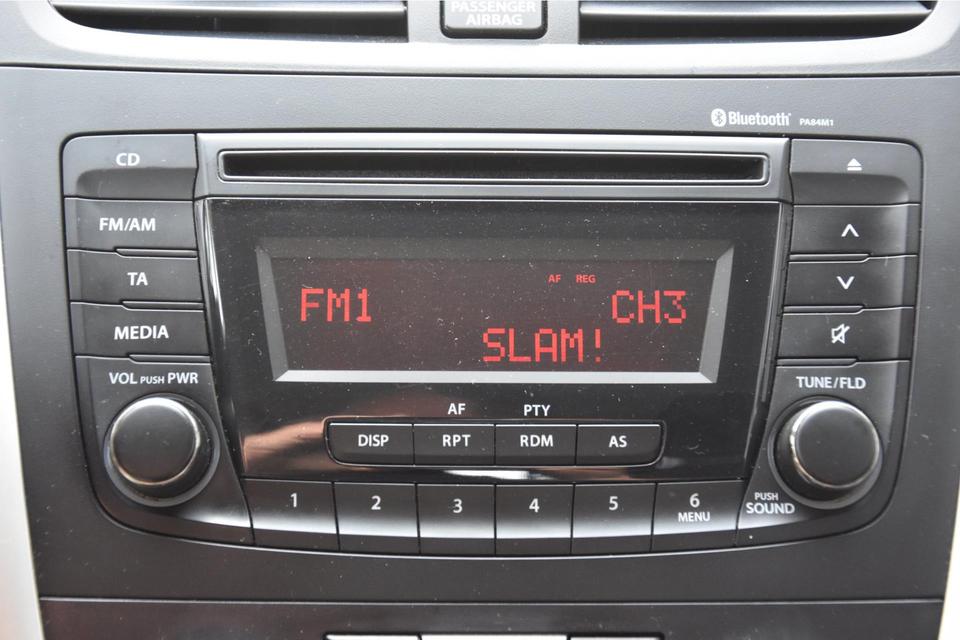 PASSENGER
AIRBAG
Bluetooth PA84M1
CD
FM/AM
TA
MEDIA
VOL PUSH PWR
AF REG
FM1 CH3
SLAM!
TUNE/FLD
AF PTY
DISP RPT RDM AS
1 2 3 4 5 6
MENU
PUSH
SOUND